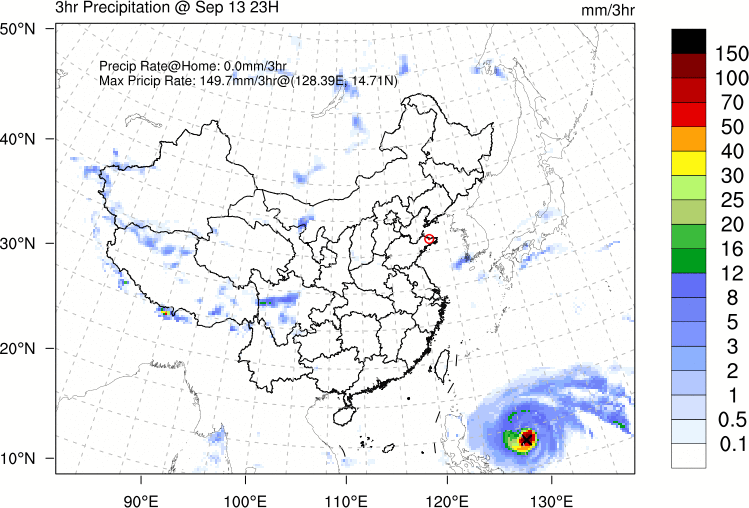 3hr Precipitation @ Sep 13 23H
mm/3hr
Precip Rate@Home: 0.0mm/3hr
Max Pricip Rate: 149.7mm/3hr@(128.39E, 14.71N)
50°N
40°N
30°N
20°N
10°N
90°E
100°E
110°E
120°E
130°E
150
100
70
50
40
30
25
20
16
12
8
5
3
2
1
0.5
0.1